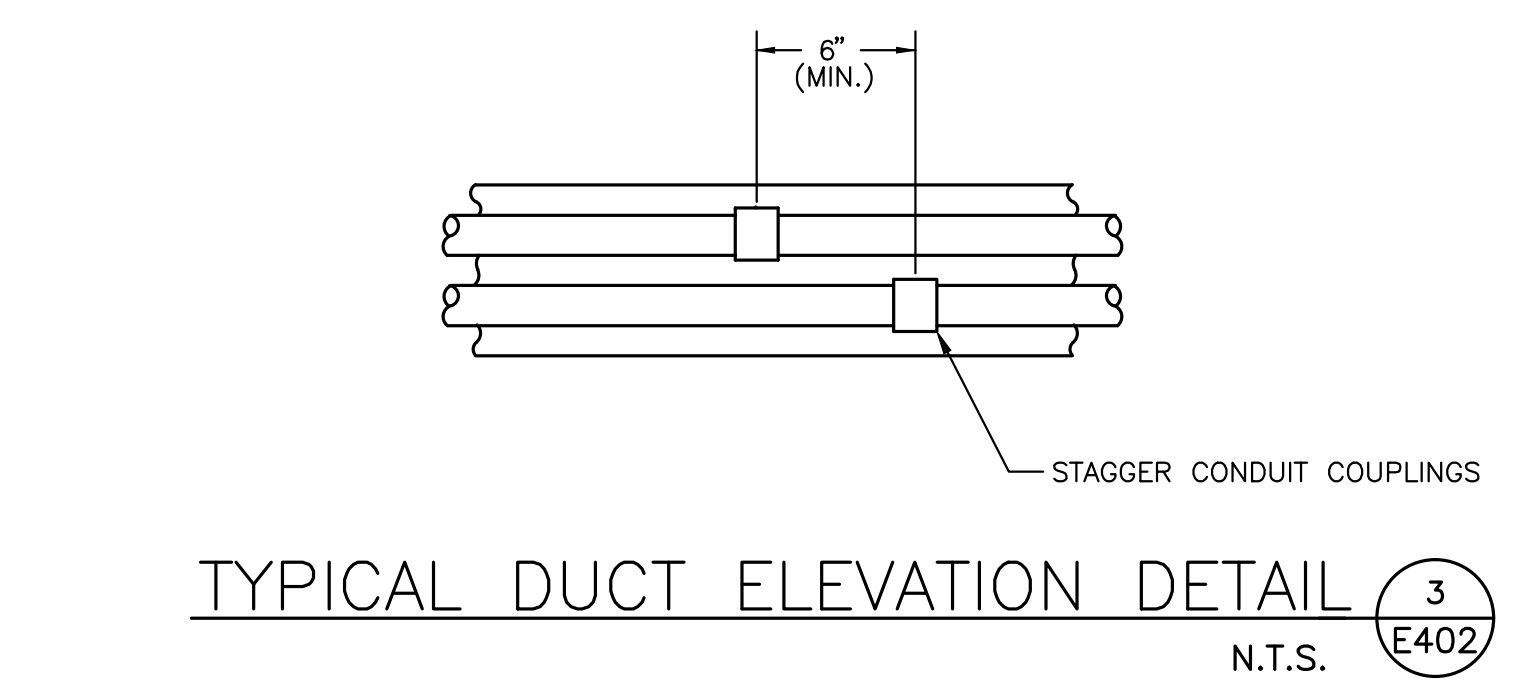 6”
(MIN.)
STAGGER CONDUIT COUPLINGS
TYPICAL DUCT ELEVATION DETAIL
3
E402
N.T.S.